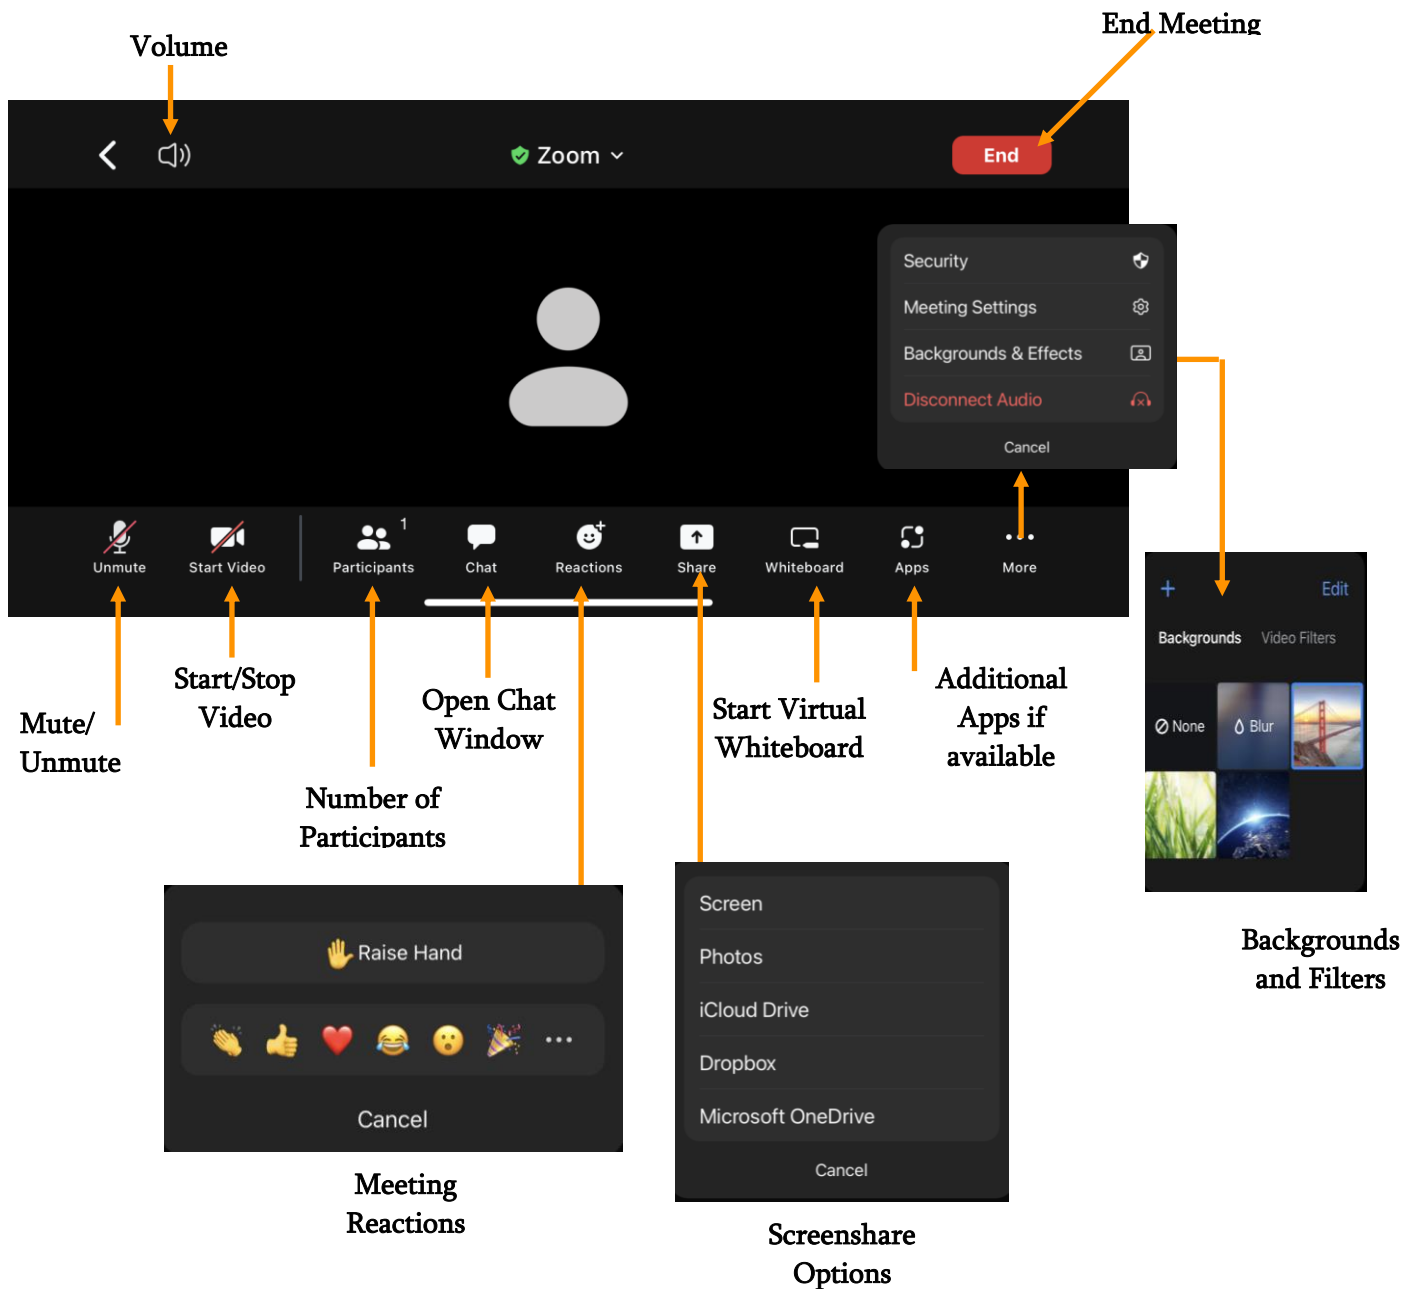 End Meeting
Volume
Zoom
End
Security
Meeting Settings
Backgrounds & Effects
Disconnect Audio
Cancel
1
Unmute
Start Video
Participants
Chat
Reactions
Share
Whiteboard
Apps
More
+
Edit
Backgrounds
Video Filters
None
Blur
Mute/
Unmute
Start/Stop
Video
Number of
Participants
Open Chat
Window
Start Virtual
Whiteboard
Additional
Apps if
available
Raise Hand
Cancel
Meeting
Reactions
Screen
Photos
iCloud Drive
Dropbox
Microsoft OneDrive
Cancel
Screenshare
Options
Backgrounds
and Filters